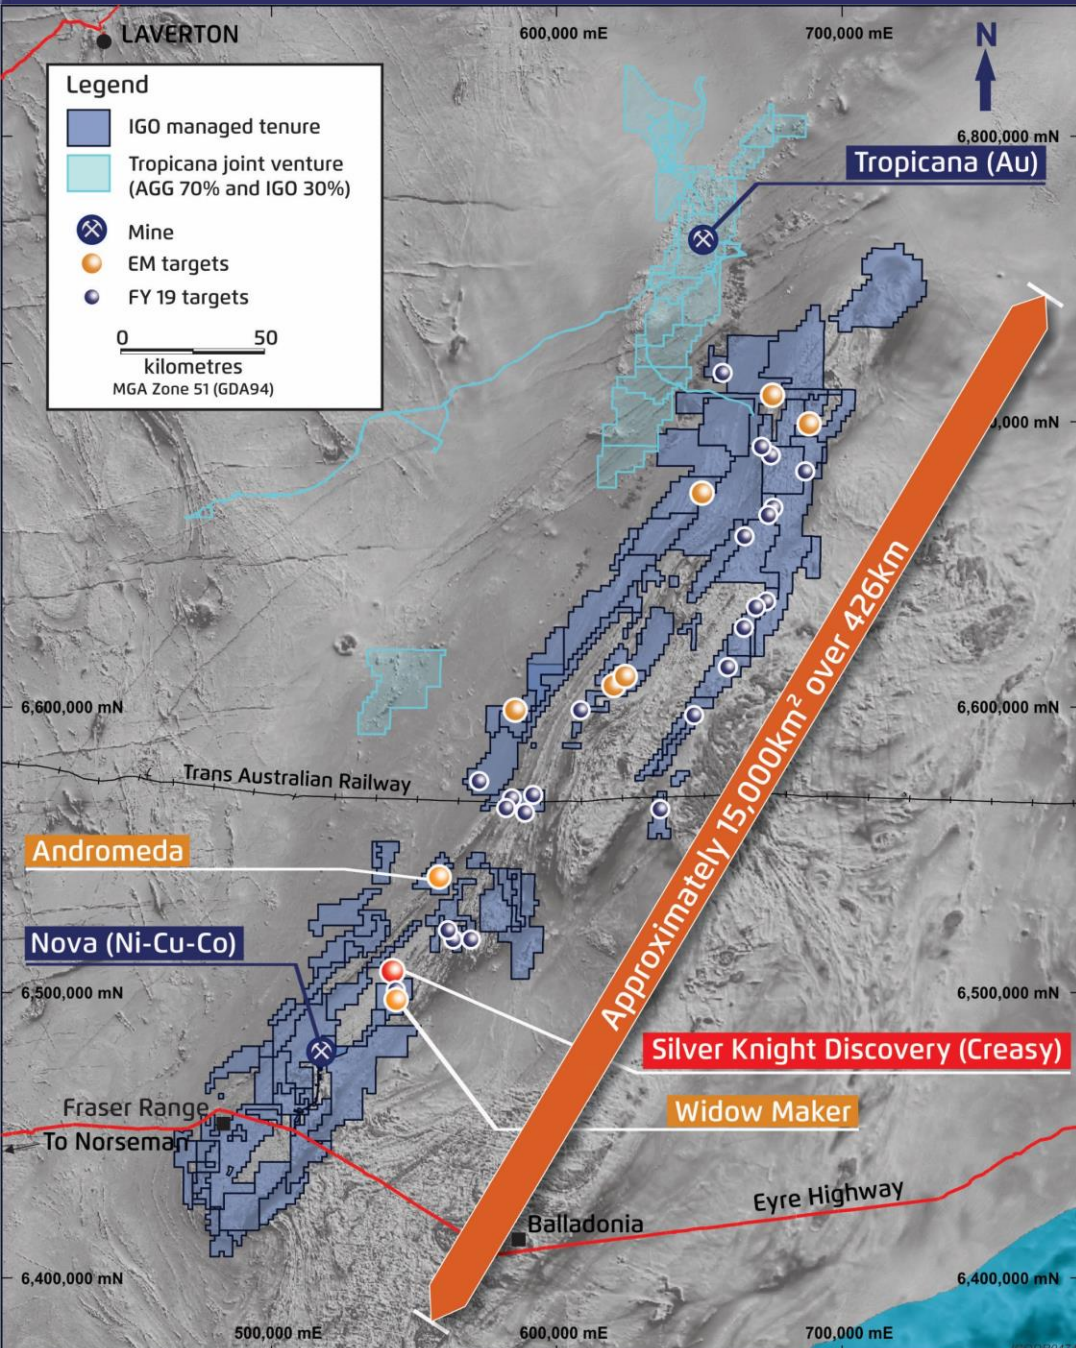 LAVERTON
600,000 mE
700,000 mE
N
Legend
IGO managed tenure
Tropicana joint venture
(AGG 70% and IGO 30%)
Mine
EM targets
FY 19 targets
0 50
kilometres
MGA Zone 51 (GDA94)
6,800,000 mN
Tropicana (Au)
0,000 mN
Approximately 15,000km² over 426km
6,600,000 mN
6,600,000 mN
Trans Australian Railway
Andromeda
Nova (Ni-Cu-Co)
6,500,000 mN
6,500,000 mN
Silver Knight Discovery (Creasy)
Widow Maker
Fraser Range
To Norseman
Eyre Highway
Balladonia
6,400,000 mN
6,400,000 mN
500,000 mE
600,000 mE
700,000 mE